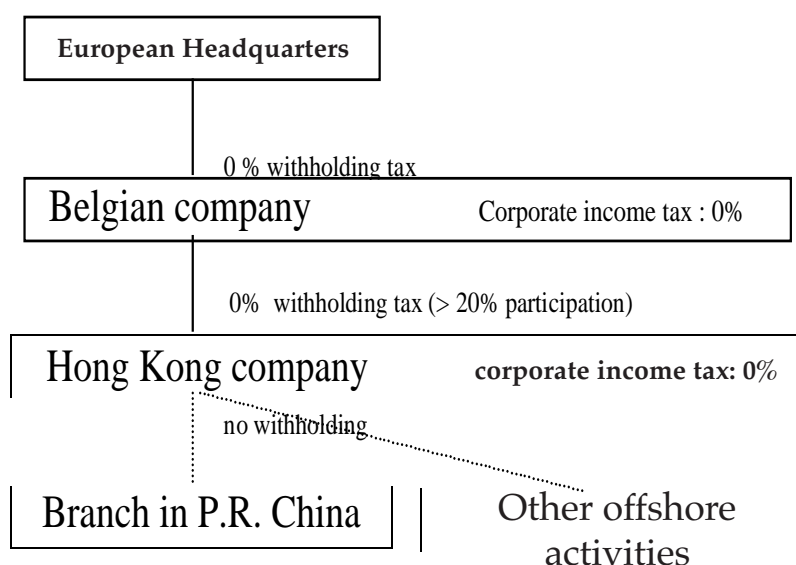 European Headquarters
0 % withholding tax
Belgian company Corporate income tax : 0%
0% withholding tax (> 20% participation)
Hong Kong company corporate income tax: 0%
no withholding
Branch in P.R. China
Other offshore
activities